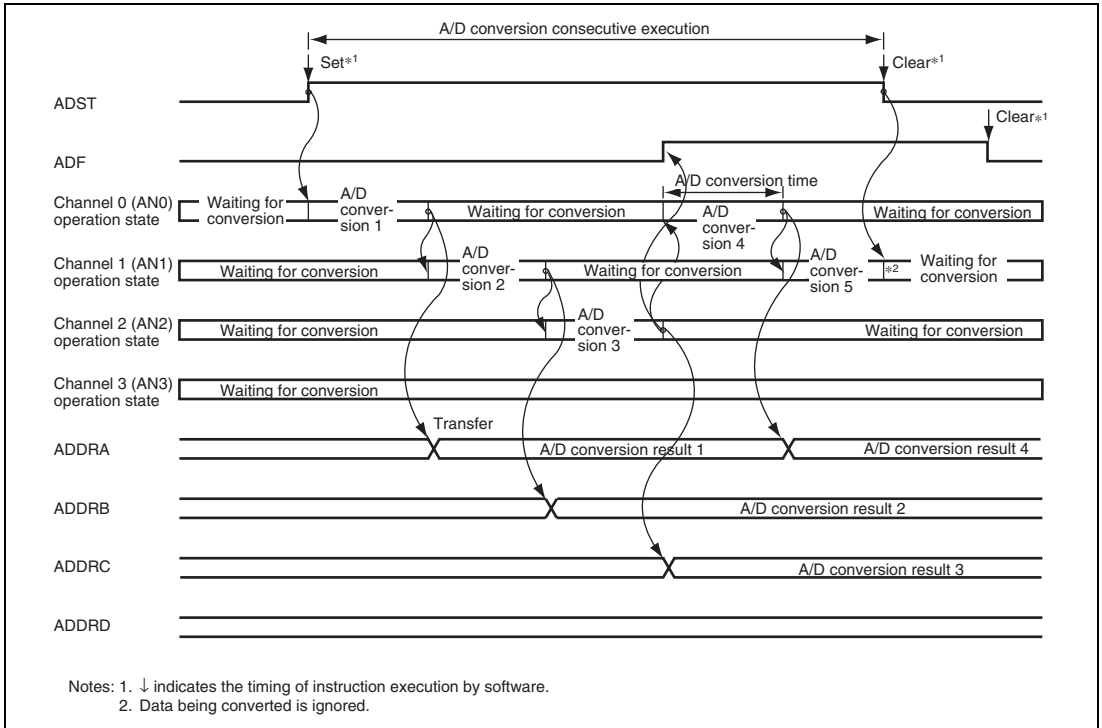 A/D conversion consecutive execution
Set*1
Clear*1
ADST
Clear*1
ADF
A/D conversion time
Channel 0 (AN0)
operation state
Waiting for
conversion
A/D
conver-
sion 1
Waiting for conversion
A/D
conver-
sion 4
Waiting for conversion
Channel 1 (AN1)
operation state
Waiting for conversion
A/D
conver-
sion 2
Waiting for conversion
A/D
conver-
sion 5
*2
Waiting for
conversion
Channel 2 (AN2)
operation state
Waiting for conversion
A/D
conver-
sion 3
Waiting for conversion
Channel 3 (AN3)
operation state
Waiting for conversion
Transfer
ADDRA
A/D conversion result 1
A/D conversion result 4
ADDRB
A/D conversion result 2
ADDRC
A/D conversion result 3
ADDRD
Notes: 1. ↓ indicates the timing of instruction execution by software.
2. Data being converted is ignored.